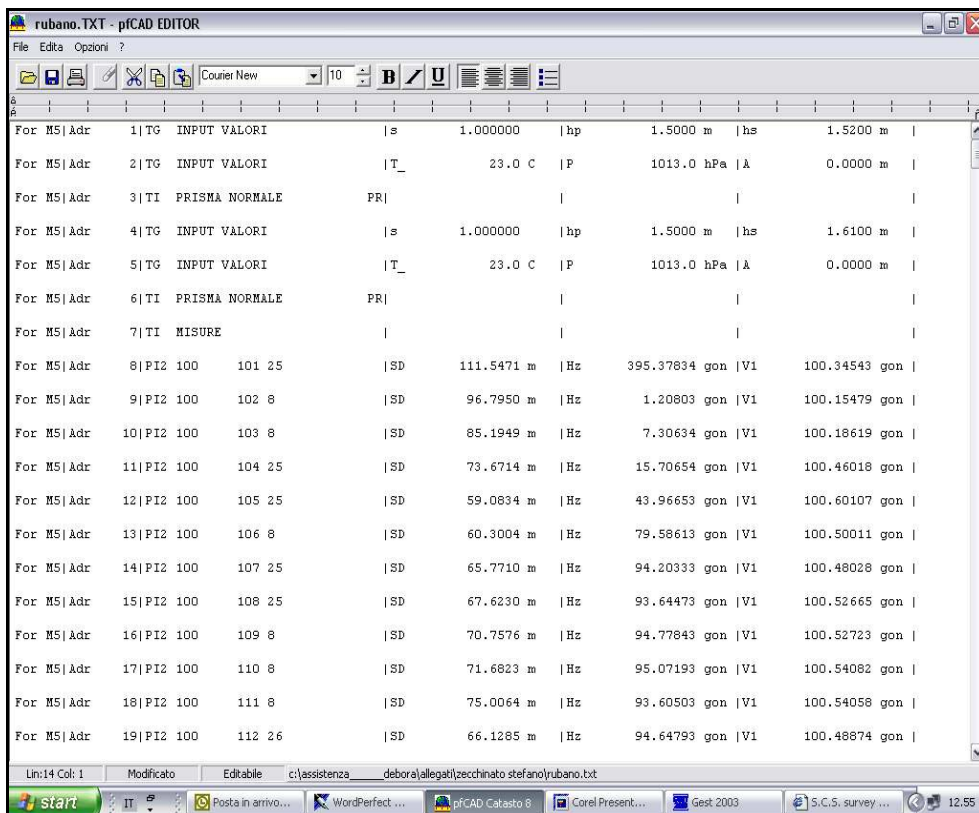 rubano.TXT - pfCAD EDITOR
File Edita Opzioni ?
Courier New 10 B I U
For M5|Adr 1|TG INPUT VALORI |s 1.000000 |hp 1.5000 m |hs 1.5200 m |
For M5|Adr 2|TG INPUT VALORI |T_ 23.0 C |P 1013.0 hPa |A 0.0000 m |
For M5|Adr 3|TI PRISMA NORMALE PR| | | |
For M5|Adr 4|TG INPUT VALORI |s 1.000000 |hp 1.5000 m |hs 1.6100 m |
For M5|Adr 5|TG INPUT VALORI |T_ 23.0 C |P 1013.0 hPa |A 0.0000 m |
For M5|Adr 6|TI PRISMA NORMALE PR| | | |
For M5|Adr 7|TI MISURE | | | |
For M5|Adr 8|PI2 100 101 25 |SD 111.5471 m |Hz 395.37834 gon |V1 100.34543 gon |
For M5|Adr 9|PI2 100 102 8 |SD 96.7950 m |Hz 1.20803 gon |V1 100.15479 gon |
For M5|Adr 10|PI2 100 103 8 |SD 85.1949 m |Hz 7.30634 gon |V1 100.18619 gon |
For M5|Adr 11|PI2 100 104 25 |SD 73.6714 m |Hz 15.70654 gon |V1 100.46018 gon |
For M5|Adr 12|PI2 100 105 25 |SD 59.0834 m |Hz 43.96653 gon |V1 100.60107 gon |
For M5|Adr 13|PI2 100 106 8 |SD 60.3004 m |Hz 79.58613 gon |V1 100.50011 gon |
For M5|Adr 14|PI2 100 107 25 |SD 65.7710 m |Hz 94.20333 gon |V1 100.48028 gon |
For M5|Adr 15|PI2 100 108 25 |SD 67.6230 m |Hz 93.64473 gon |V1 100.52665 gon |
For M5|Adr 16|PI2 100 109 8 |SD 70.7576 m |Hz 94.77843 gon |V1 100.52723 gon |
For M5|Adr 17|PI2 100 110 8 |SD 71.6823 m |Hz 95.07193 gon |V1 100.54082 gon |
For M5|Adr 18|PI2 100 111 8 |SD 75.0064 m |Hz 93.60503 gon |V1 100.54058 gon |
For M5|Adr 19|PI2 100 112 26 |SD 66.1285 m |Hz 94.64793 gon |V1 100.48874 gon |
Lin:14 Col: 1 Modificato Editabile c:\assistenza_____debora\allegati\zecchinato stefano\rubano.txt
start IT Posta in arrivo... WordPerfect ... pfCAD Catasto 8 Corel Present... Gest 2003 S.C.S. survey ... 12.55